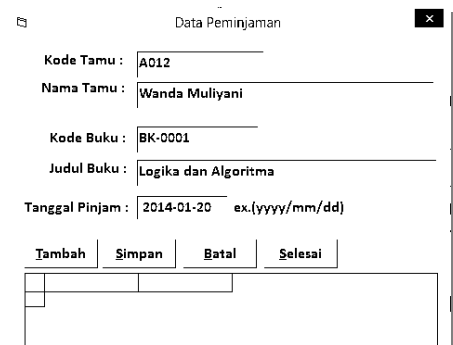 Data Peminjaman
Kode Tamu : A012
Nama Tamu : Wanda Muliyani
Kode Buku : BK-0001
Judul Buku : Logika dan Algoritma
Tanggal Pinjam : 2014-01-20 ex.(yyyy/mm/dd)
Tambah Simpan Batal Selesai